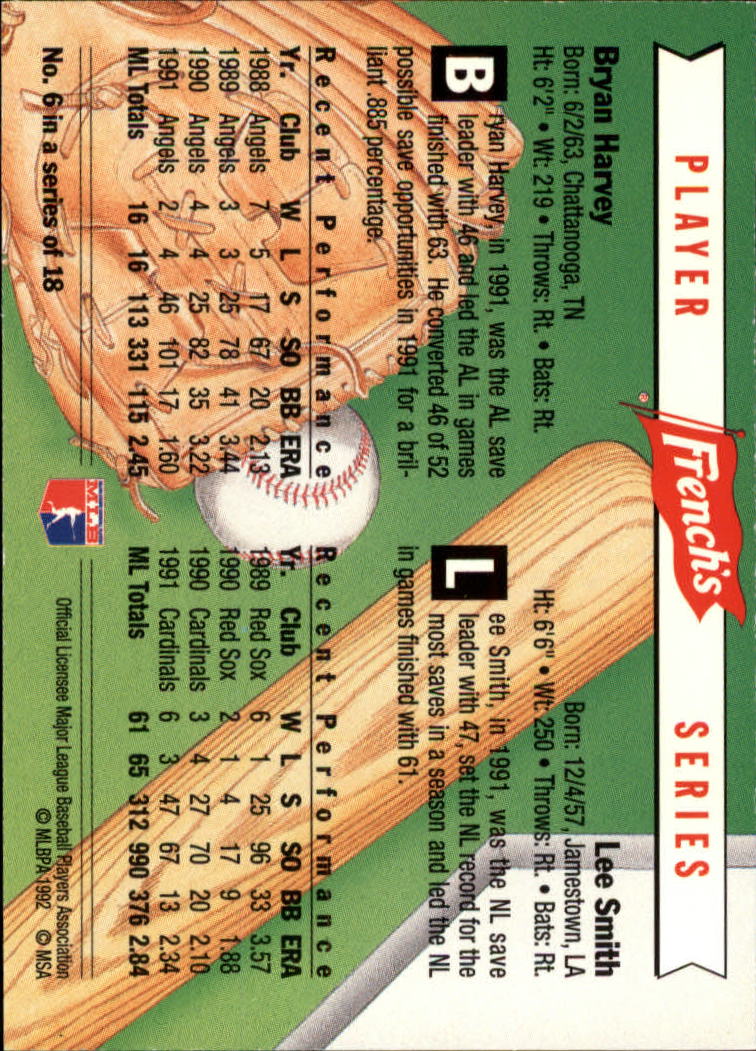 PLAYER French's SERIES
®
Bryan Harvey
Born: 6/2/63, Chattanooga, TN
Ht: 6'2" • Wt: 219 • Throws: Rt. • Bats: Rt.
Bryan Harvey, in 1991, was the AL save
leader with 46 and led the AL in games
finished with 63. He converted 46 of 52
possible save opportunities in 1991 for a bril-
liant .885 percentage.
Recent Performance
Yr. Club W L S SO BB ERA
1988 Angels 7 5 17 67 20 2.13
1989 Angels 3 3 25 78 41 3.44
1990 Angels 4 4 25 82 35 3.22
1991 Angels 2 4 46 101 17 1.60
ML Totals 16 16 113 331 115 2.45
No. 6 in a series of 18
Lee Smith
Born: 12/4/57, Jamestown, LA
Ht: 6'6" • Wt: 250 • Throws: Rt. • Bats: Rt.
Lee Smith, in 1991, was the NL save
leader with 47, set the NL record for the
most saves in a season and led the NL
in games finished with 61.
Recent Performance
Yr. Club W L S SO BB ERA
1989 Red Sox 6 1 25 96 33 3.57
1990 Red Sox 2 1 4 17 9 1.88
1990 Cardinals 3 4 27 70 20 2.10
1991 Cardinals 6 3 47 67 13 2.34
ML Totals 61 65 312 990 376 2.84
MLB
Official Licensee Major League Baseball Players Association
© MLBPA 1992 © MSA